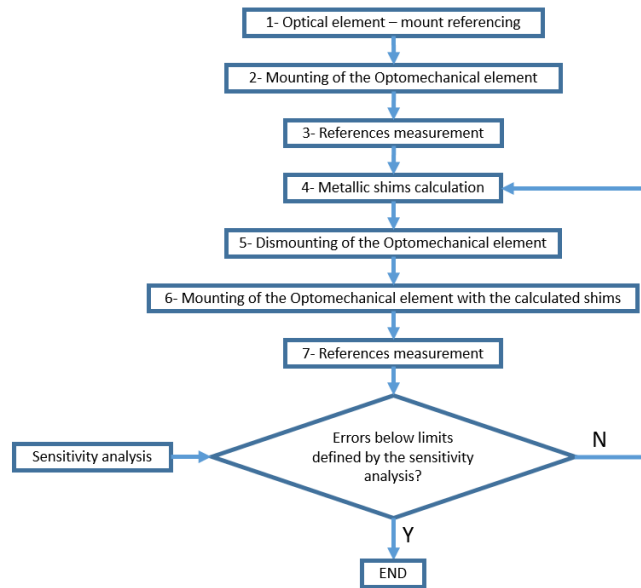 1- Optical element – mount referencing
2- Mounting of the Optomechanical element
3- References measurement
4- Metallic shims calculation
5- Dismounting of the Optomechanical element
6- Mounting of the Optomechanical element with the calculated shims
7- References measurement
Errors below limits
defined by the sensitivity
analysis?
Sensitivity analysis
N
Y
END